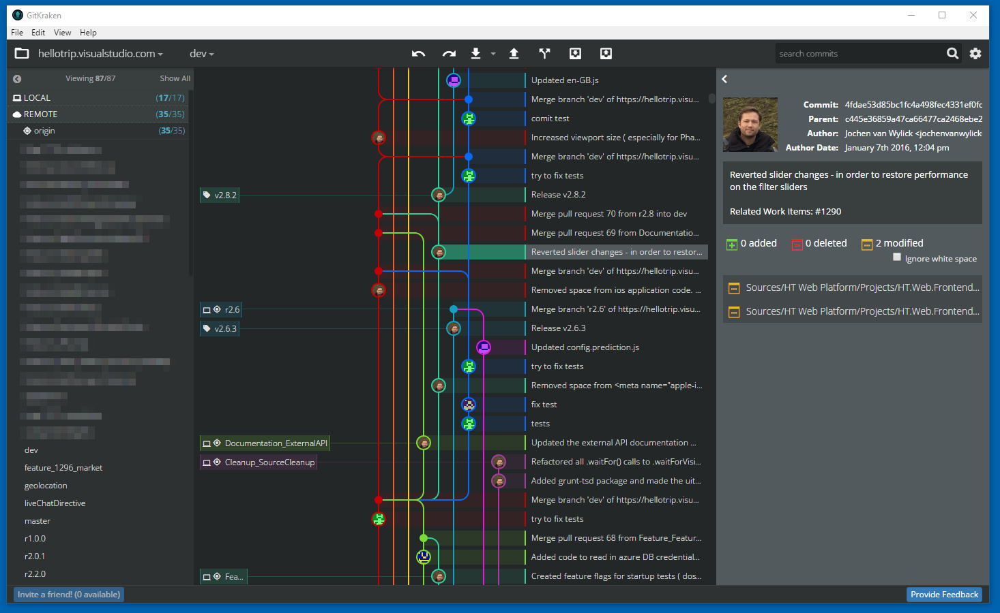 GitKraken
File Edit View Help
hellotrip.visualstudio.com dev
search commits
Viewing 87/87 Show All
LOCAL (17/17)
REMOTE (35/35)
origin (35/35)
dev
feature_1296_market
geolocation
liveChatDirective
master
r1.0.0
r2.0.1
r2.2.0
Updated en-GB.js
Merge branch 'dev' of https://hellotrip.visu...
comit test
Increased viewport size ( especially for Pha...
Merge branch 'dev' of https://hellotrip.visu...
try to fix tests
v2.8.2 Release v2.8.2
Merge pull request 70 from r2.8 into dev
Merge pull request 69 from Documentatio...
Reverted slider changes - in order to restor...
Merge branch 'dev' of https://hellotrip.visu...
Removed space from ios application code. ...
r2.6 Merge branch 'r2.6' of https://hellotrip.visu...
v2.6.3 Release v2.6.3
Updated config.prediction.js
try to fix tests
Removed space from <meta name="apple-i...
fix test
tests
Documentation_ExternalAPI Updated the external API documentation ...
Cleanup_SourceCleanup Refactored all .waitFor() calls to .waitForVisi...
Added grunt-tsd package and made the uit...
Merge branch 'dev' of https://hellotrip.visu...
try to fix tests
Merge pull request 68 from Feature_Featur...
Added code to read in azure DB credential...
Fea... Created feature flags for startup tests ( dos...
Commit: 4fdae53d85bc1fc4a498fec4331ef0fc
Parent: c445e36859a47ca66477ca2468ebe2
Author: Jochen van Wylick <jochenvanwylick
Author Date: January 7th 2016, 12:04 pm
Reverted slider changes - in order to restore performance
on the filter sliders
Related Work Items: #1290
0 added 0 deleted 2 modified
Ignore white space
Sources/HT Web Platform/Projects/HT.Web.Frontend...
Sources/HT Web Platform/Projects/HT.Web.Frontend...
Invite a friend! (0 available)
Provide Feedback